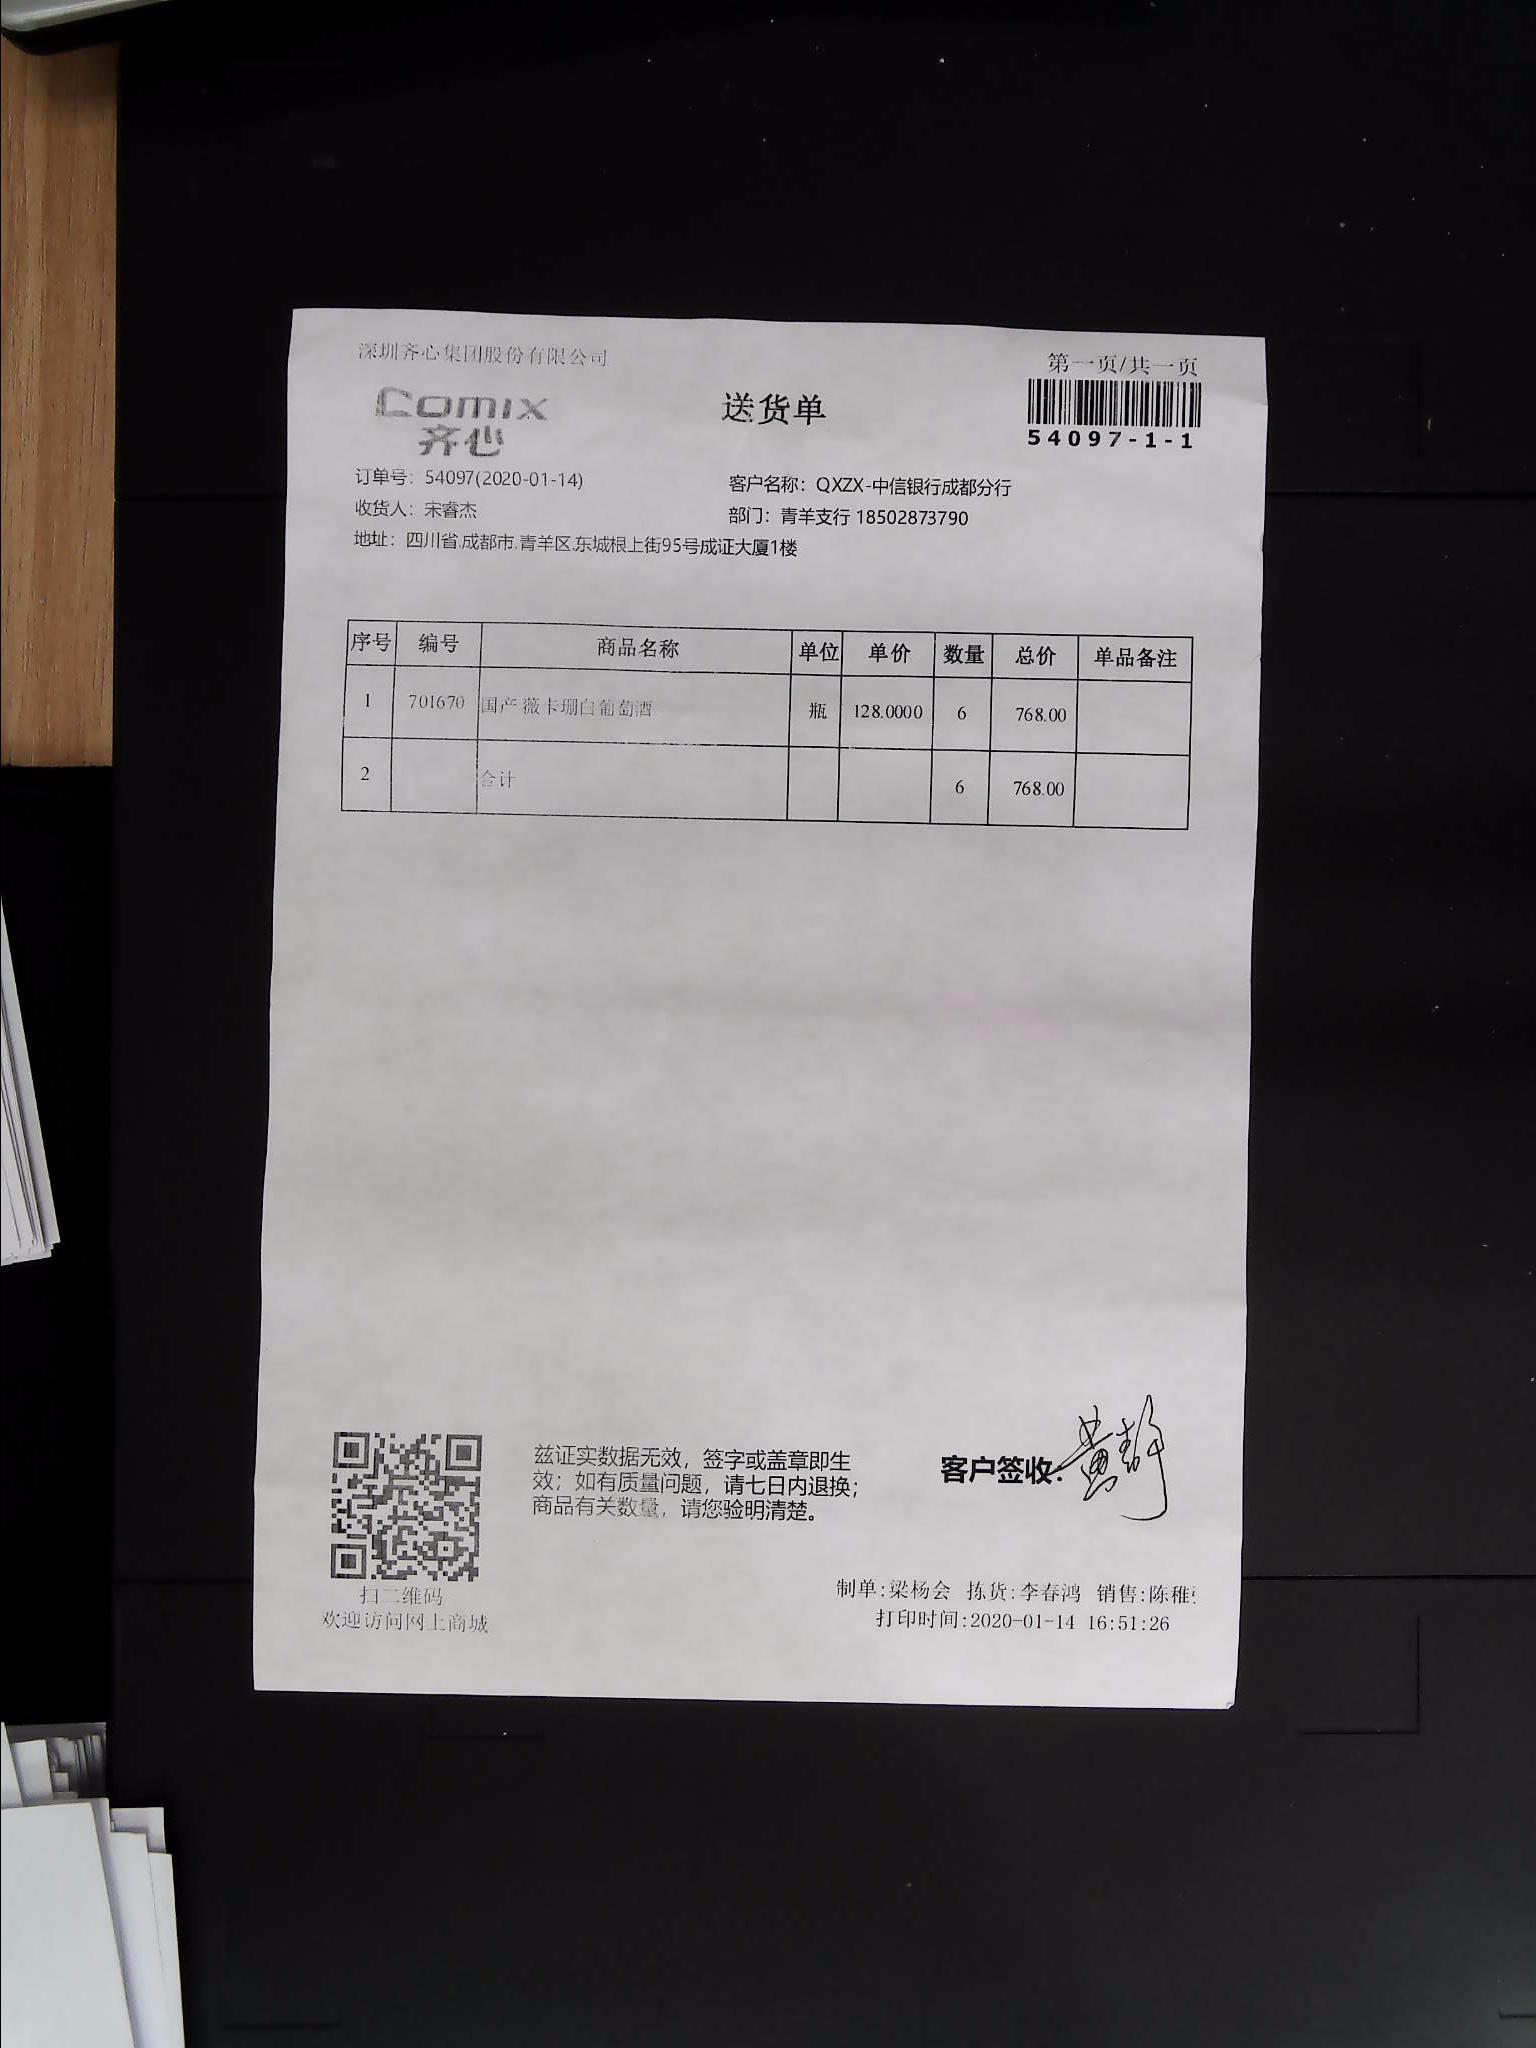 深圳齐心集团股份有限公司
第一页/共一页
Comix
齐心
送货单
54097-1-1
订单号：54097(2020-01-14)
客户名称：QXZX-中信银行成都分行
收货人：宋睿杰
部门：青羊支行 18502873790
地址：四川省.成都市.青羊区.东城根上街95号成证大厦1楼
序号 编号 商品名称 单位 单价 数量 总价 单品备注
1 701670 国产 薇卡珊白葡萄酒 瓶 128.0000 6 768.00
2 合计 6 768.00
兹证实数据无效，签字或盖章即生
效；如有质量问题，请七日内退换；
商品有关数量，请您验明清楚。
客户签收：黄静
扫二维码
欢迎访问网上商城
制单:梁杨会 拣货:李春鸿 销售:陈稚
打印时间:2020-01-14 16:51:26